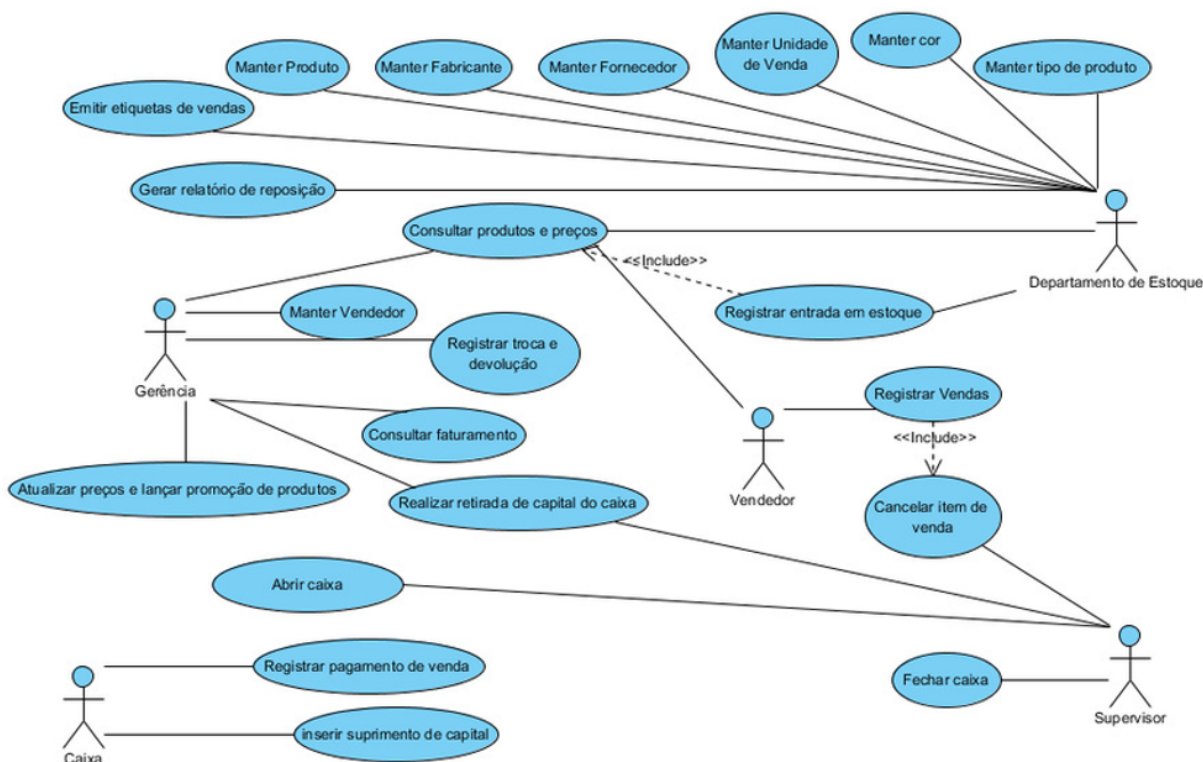 Manter Produto
Manter Fabricante
Manter Fornecedor
Manter Unidade
de Venda
Manter cor
Manter tipo de produto
Emitir etiquetas de vendas
Gerar relatório de reposição
Consultar produtos e preços
<<Include>>
Departamento de Estoque
Manter Vendedor
Registrar entrada em estoque
Registrar troca e
devolução
Gerência
Registrar Vendas
Consultar faturamento
<<Include>>
Atualizar preços e lançar promoção de produtos
Realizar retirada de capital do caixa
Vendedor
Cancelar item de
venda
Abrir caixa
Registrar pagamento de venda
Fechar caixa
Supervisor
inserir suprimento de capital
Caixa